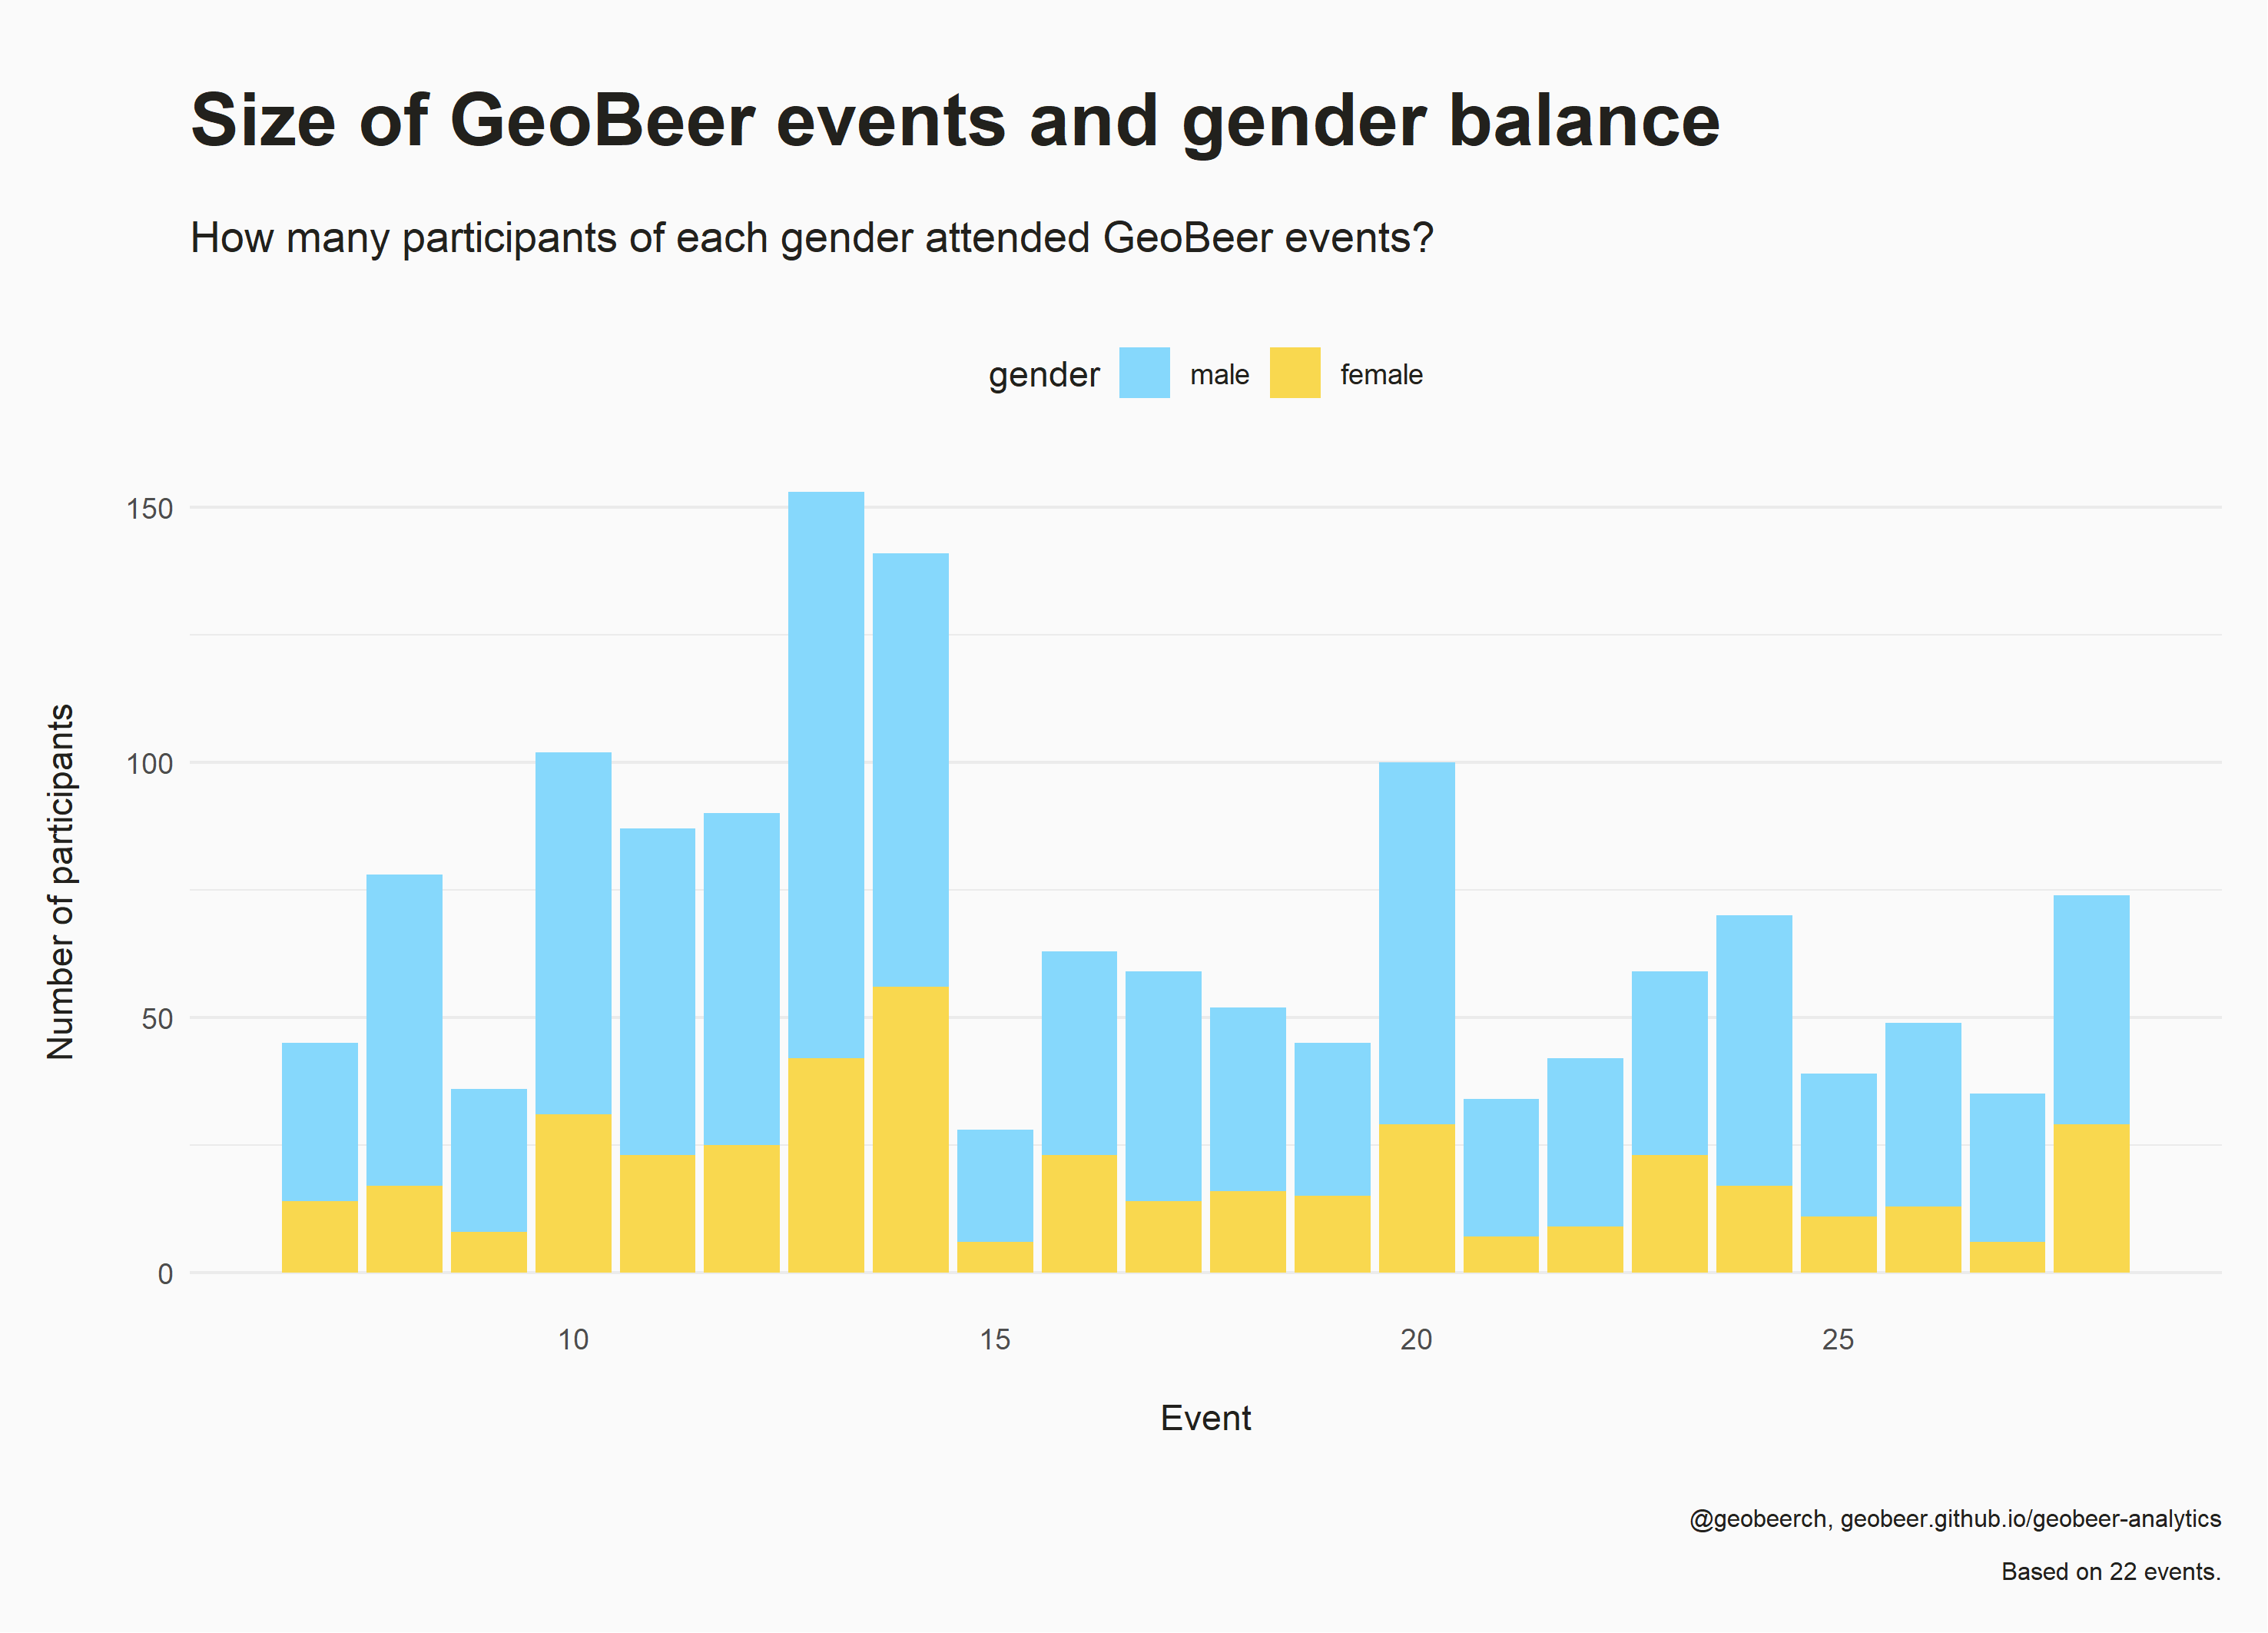 Size of GeoBeer events and gender balance
How many participants of each gender attended GeoBeer events?
gender male female
Number of participants
150
100
50
0
10 15 20 25
Event
@geobeerch, geobeer.github.io/geobeer-analytics
Based on 22 events.